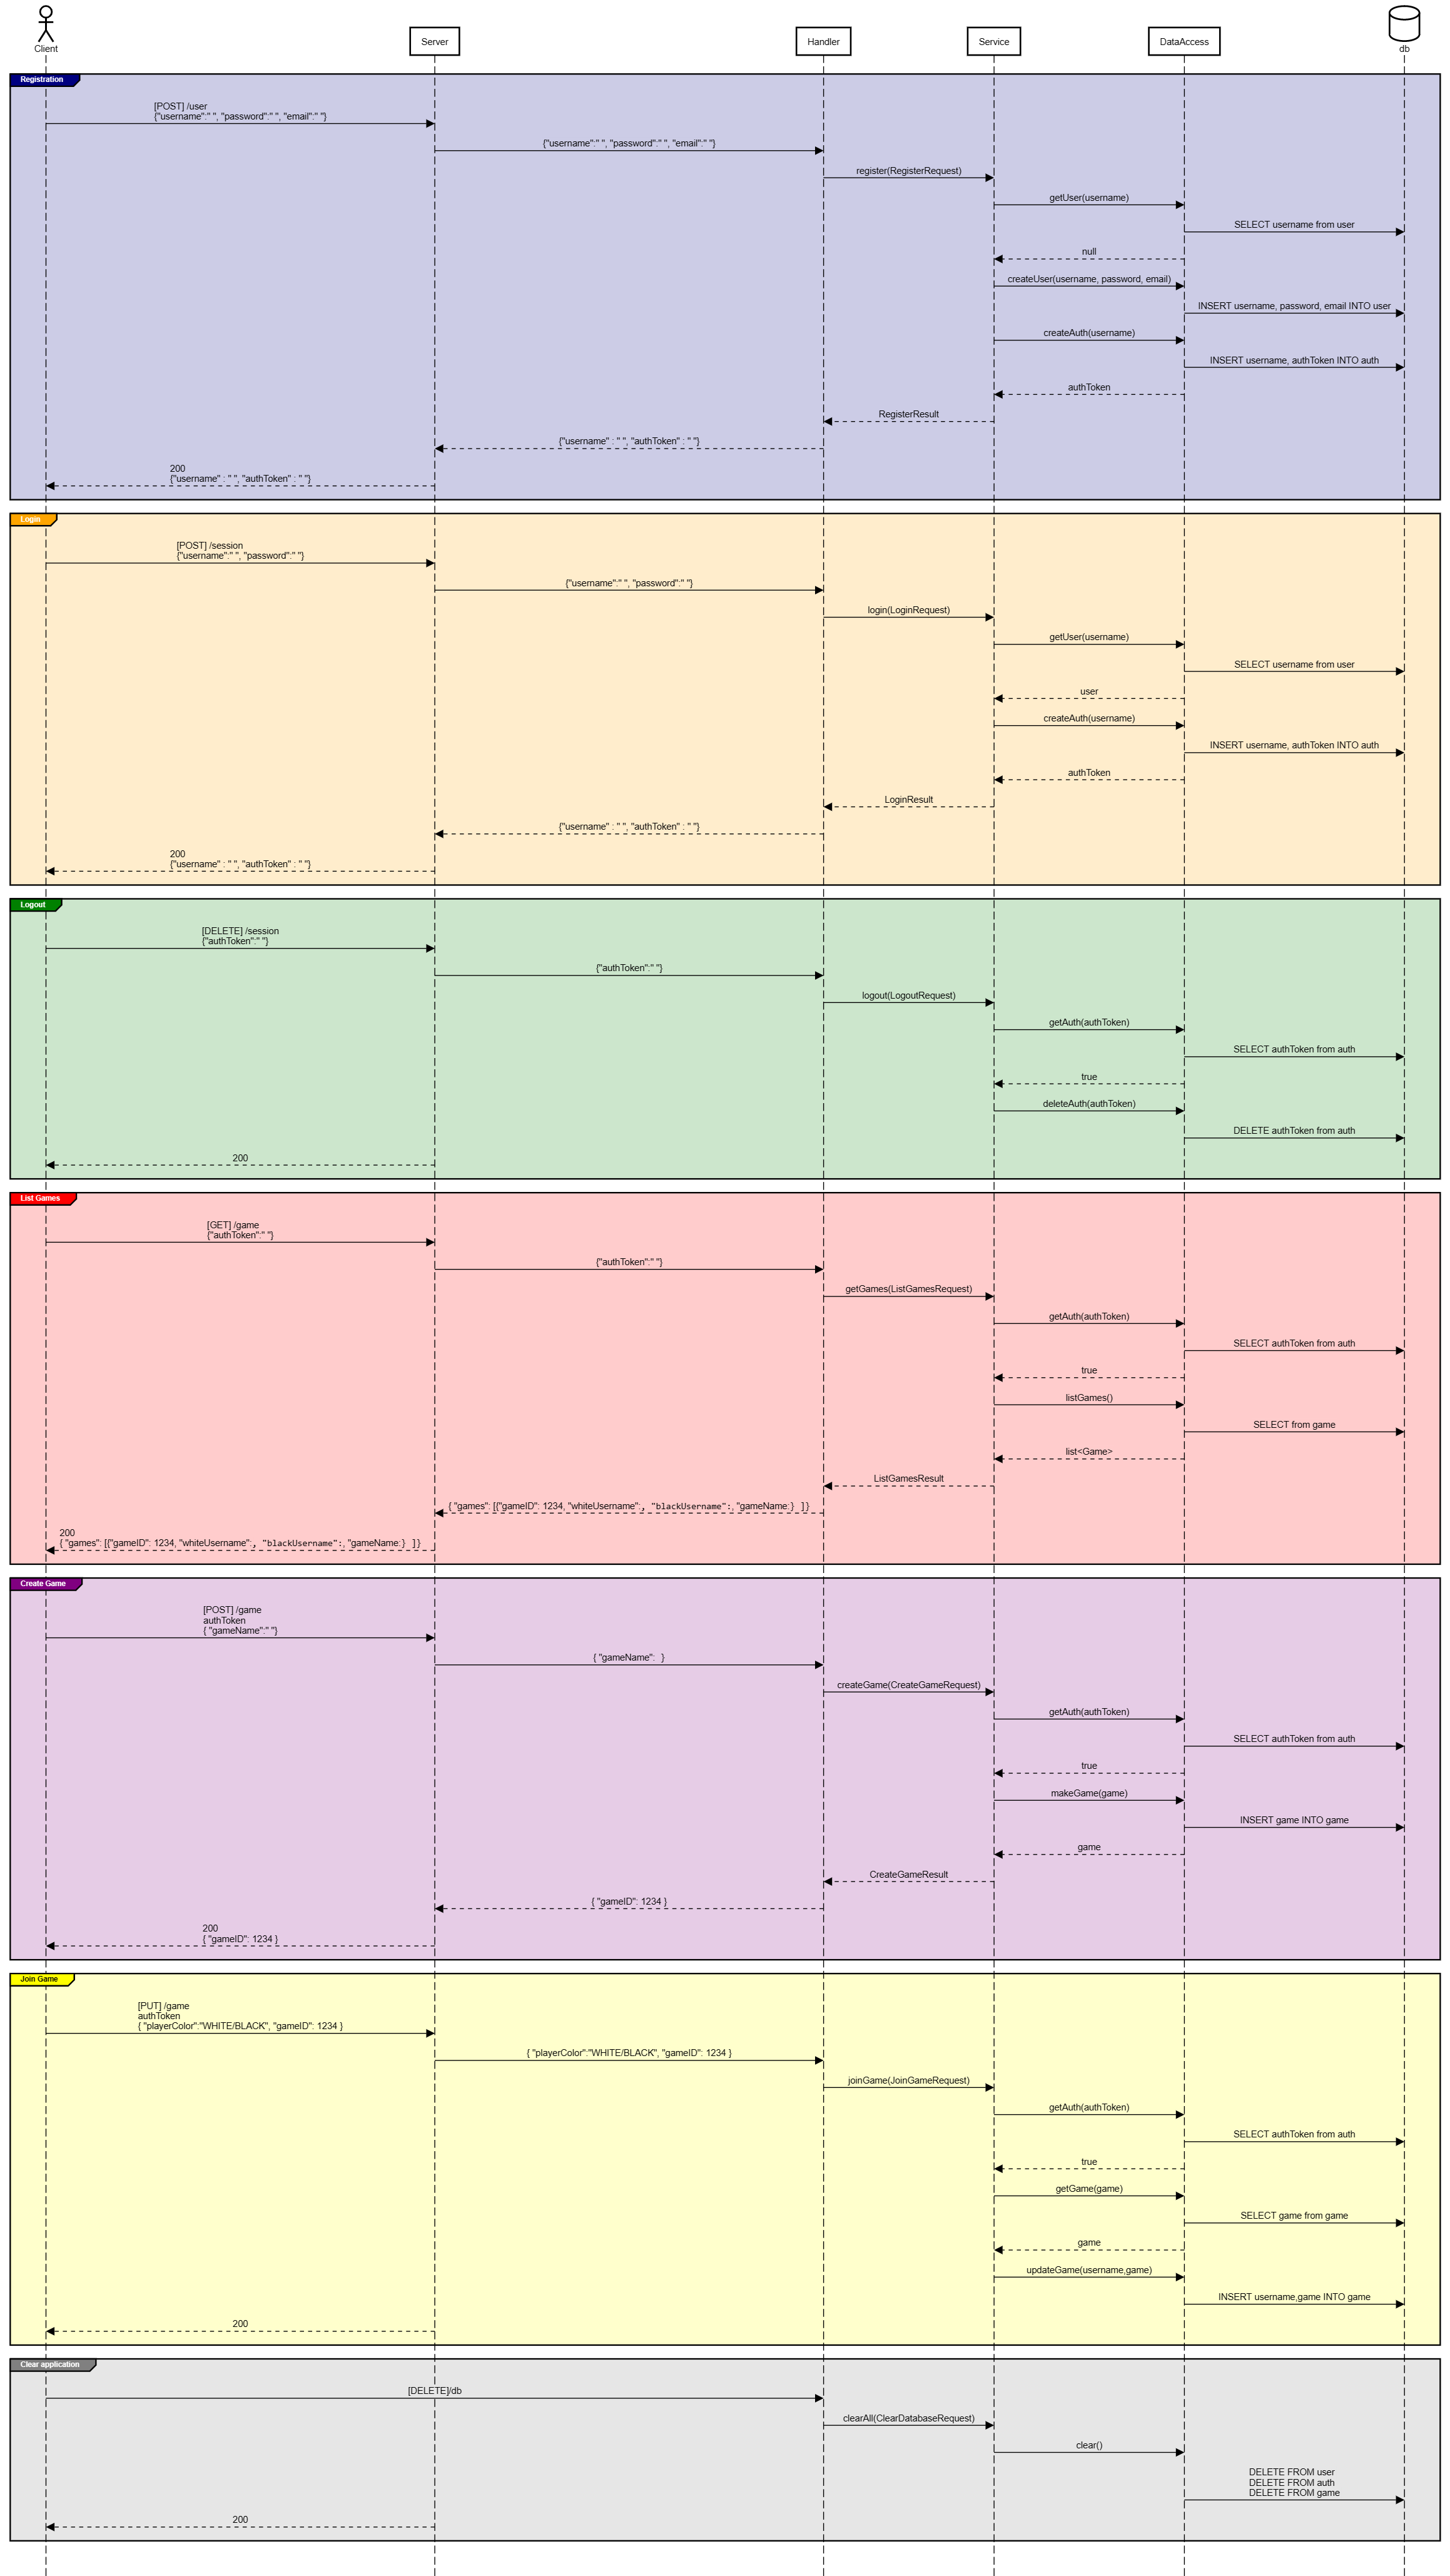 Client
Server
Handler
Service
DataAccess
db
Registration
[POST] /user
{"username":" ", "password":" ", "email":" "}
{"username":" ", "password":" ", "email":" "}
register(RegisterRequest)
getUser(username)
SELECT username from user
null
createUser(username, password, email)
INSERT username, password, email INTO user
createAuth(username)
INSERT username, authToken INTO auth
authToken
RegisterResult
{"username" : " ", "authToken" : " "}
200
{"username" : " ", "authToken" : " "}
Login
[POST] /session
{"username":" ", "password":" "}
{"username":" ", "password":" "}
login(LoginRequest)
getUser(username)
SELECT username from user
user
createAuth(username)
INSERT username, authToken INTO auth
authToken
LoginResult
{"username" : " ", "authToken" : " "}
200
{"username" : " ", "authToken" : " "}
Logout
[DELETE] /session
{"authToken":" "}
{"authToken":" "}
logout(LogoutRequest)
getAuth(authToken)
SELECT authToken from auth
true
deleteAuth(authToken)
DELETE authToken from auth
200
List Games
[GET] /game
{"authToken":" "}
{"authToken":" "}
getGames(ListGamesRequest)
getAuth(authToken)
SELECT authToken from auth
true
listGames()
SELECT from game
list<Game>
ListGamesResult
{ "games": [{"gameID": 1234, "whiteUsername":, "blackUsername":, "gameName:} ] }
200
{ "games": [{"gameID": 1234, "whiteUsername":, "blackUsername":, "gameName:} ] }
Create Game
[POST] /game
authToken
{ "gameName":" "}
{ "gameName": }
createGame(CreateGameRequest)
getAuth(authToken)
SELECT authToken from auth
true
makeGame(game)
INSERT game INTO game
game
CreateGameResult
{ "gameID": 1234 }
200
{ "gameID": 1234 }
Join Game
[PUT] /game
authToken
{ "playerColor":"WHITE/BLACK", "gameID": 1234 }
{ "playerColor":"WHITE/BLACK", "gameID": 1234 }
joinGame(JoinGameRequest)
getAuth(authToken)
SELECT authToken from auth
true
getGame(game)
SELECT game from game
game
updateGame(username,game)
INSERT username,game INTO game
200
Clear application
[DELETE]/db
clearAll(ClearDatabaseRequest)
clear()
DELETE FROM user
DELETE FROM auth
DELETE FROM game
200